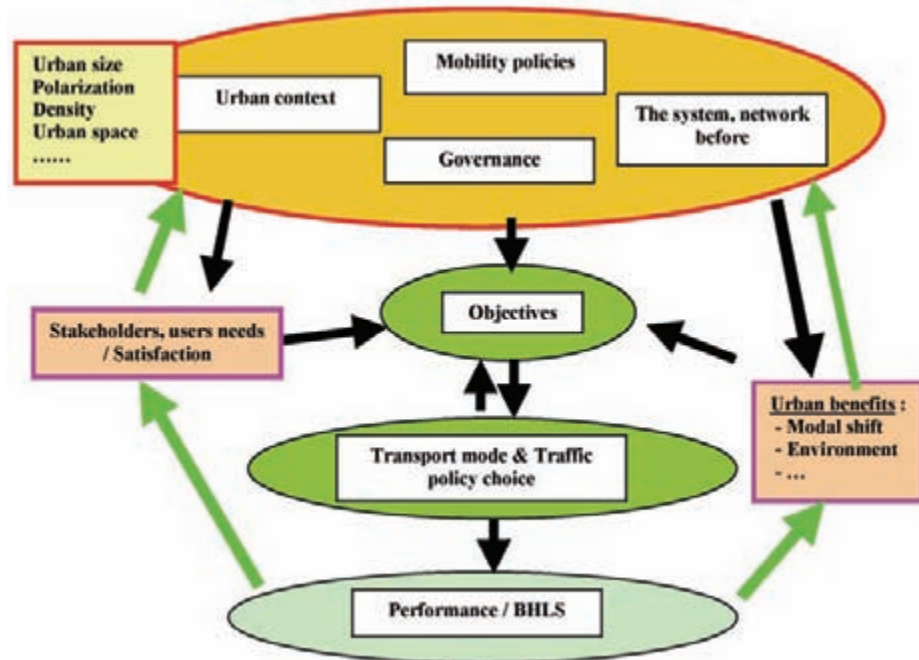 Urban size
Polarization
Density
Urban space
......
Urban context
Mobility policies
Governance
The system, network
before
Objectives
Stakeholders, users needs
/ Satisfaction
Urban benefits :
- Modal shift
- Environment
- ...
Transport mode & Traffic
policy choice
Performance / BHLS